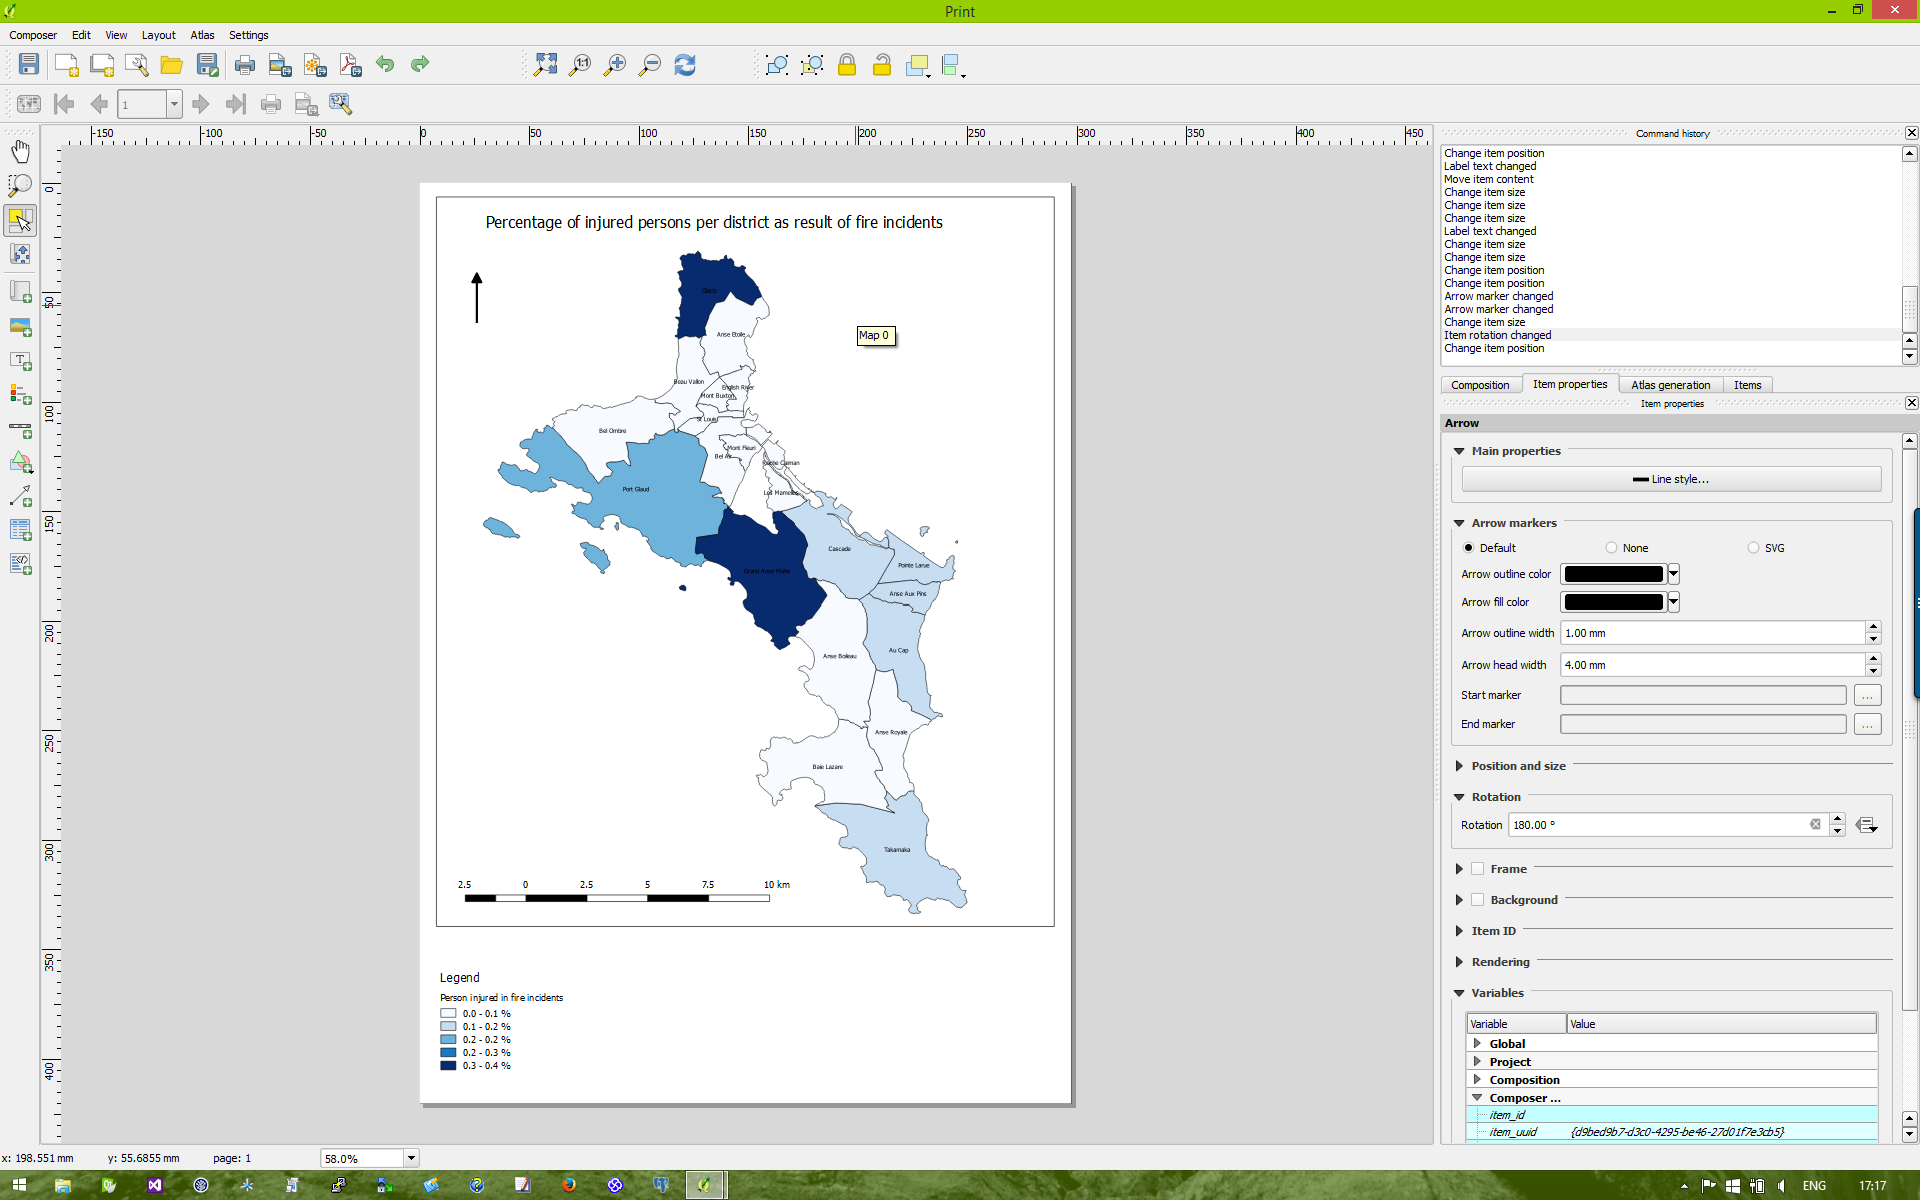 Print
Composer Edit View Layout Atlas Settings
1:1
1
-150 -100 -50 0 50 100 150 200 250 300 350 400 450
0
50
100
150
200
250
300
350
400
Percentage of injured persons per district as result of fire incidents
Glacis
Anse Etoile
Map 0
Beau Vallon
English River
Mont Buxton
St Louis
Bel Ombre
Mont Fleuri
Bel Air
Roche Caiman
Port Glaud
Les Mamelles
Cascade
Pointe Larue
Grand Anse Mahe
Anse Aux Pins
Au Cap
Anse Boileau
Anse Royale
Baie Lazare
Takamaka
2.5 0 2.5 5 7.5 10 km
Legend
Person injured in fire incidents
0.0 - 0.1 %
0.1 - 0.2 %
0.2 - 0.2 %
0.2 - 0.3 %
0.3 - 0.4 %
Command history
Change item position
Label text changed
Move item content
Change item size
Change item size
Change item size
Label text changed
Change item size
Change item size
Change item position
Change item position
Arrow marker changed
Arrow marker changed
Change item size
Item rotation changed
Change item position
Composition Item properties Atlas generation Items
Item properties
Arrow
Main properties
Line style...
Arrow markers
Default None SVG
Arrow outline color
Arrow fill color
Arrow outline width 1.00 mm
Arrow head width 4.00 mm
Start marker ...
End marker ...
Position and size
Rotation
Rotation 180.00 °
Frame
Background
Item ID
Rendering
Variables
Variable Value
Global
Project
Composition
Composer ...
item_id
item_uuid {d9bed9b7-d3c0-4295-be46-27d01f7e3cb5}
x: 198.551 mm y: 55.6855 mm page: 1 58.0%
ENG 17:17